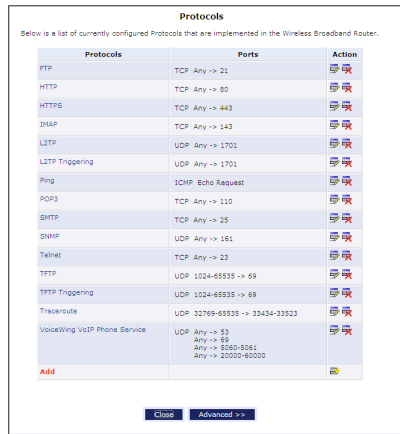 Protocols
Below is a list of currently configured Protocols that are implemented in the Wireless Broadband Router.
Protocols Ports Action
FTP TCP Any -> 21
HTTP TCP Any -> 80
HTTPS TCP Any -> 443
IMAP TCP Any -> 143
L2TP UDP Any -> 1701
L2TP Triggering UDP Any -> 1701
Ping ICMP Echo Request
POP3 TCP Any -> 110
SMTP TCP Any -> 25
SNMP UDP Any -> 161
Telnet TCP Any -> 23
TFTP UDP 1024-65535 -> 69
TFTP Triggering UDP 1024-65535 -> 69
Traceroute UDP 32769-65535 -> 33434-33523
VoiceWing VoIP Phone Service UDP Any -> 53
Any -> 69
Any -> 5060-5061
Any -> 20000-60000
Add
Close Advanced >>